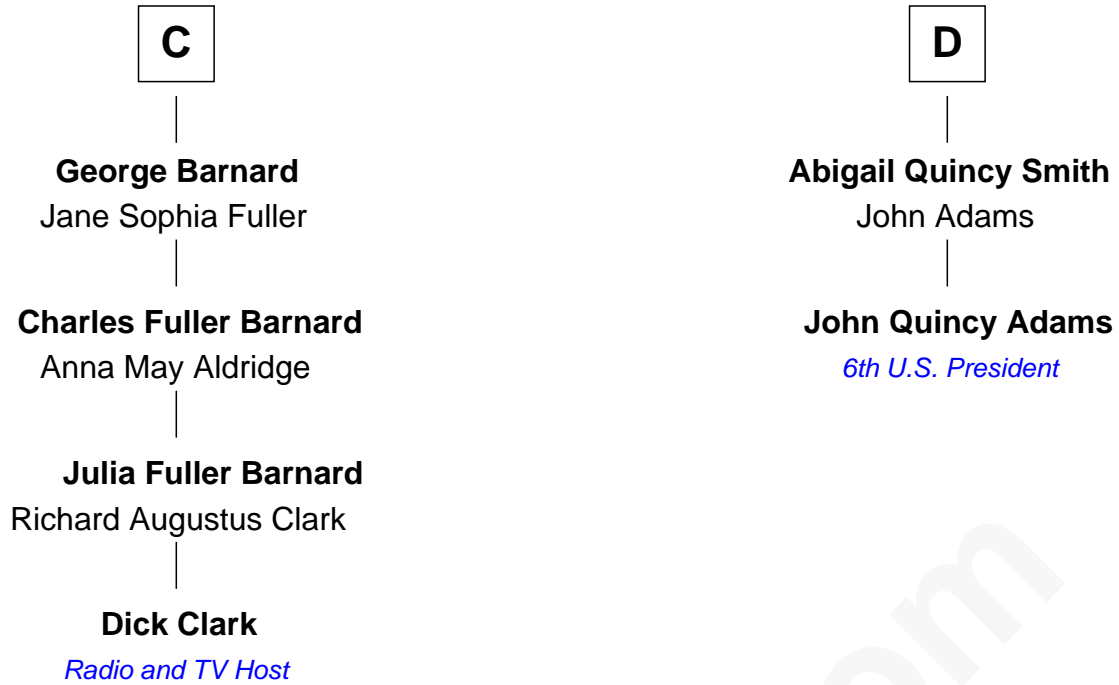 C
George Barnard
Jane Sophia Fuller
Charles Fuller Barnard
Anna May Aldridge
Julia Fuller Barnard
Richard Augustus Clark
Dick Clark
Radio and TV Host
D
Abigail Quincy Smith
John Adams
John Quincy Adams
6th U.S. President
om